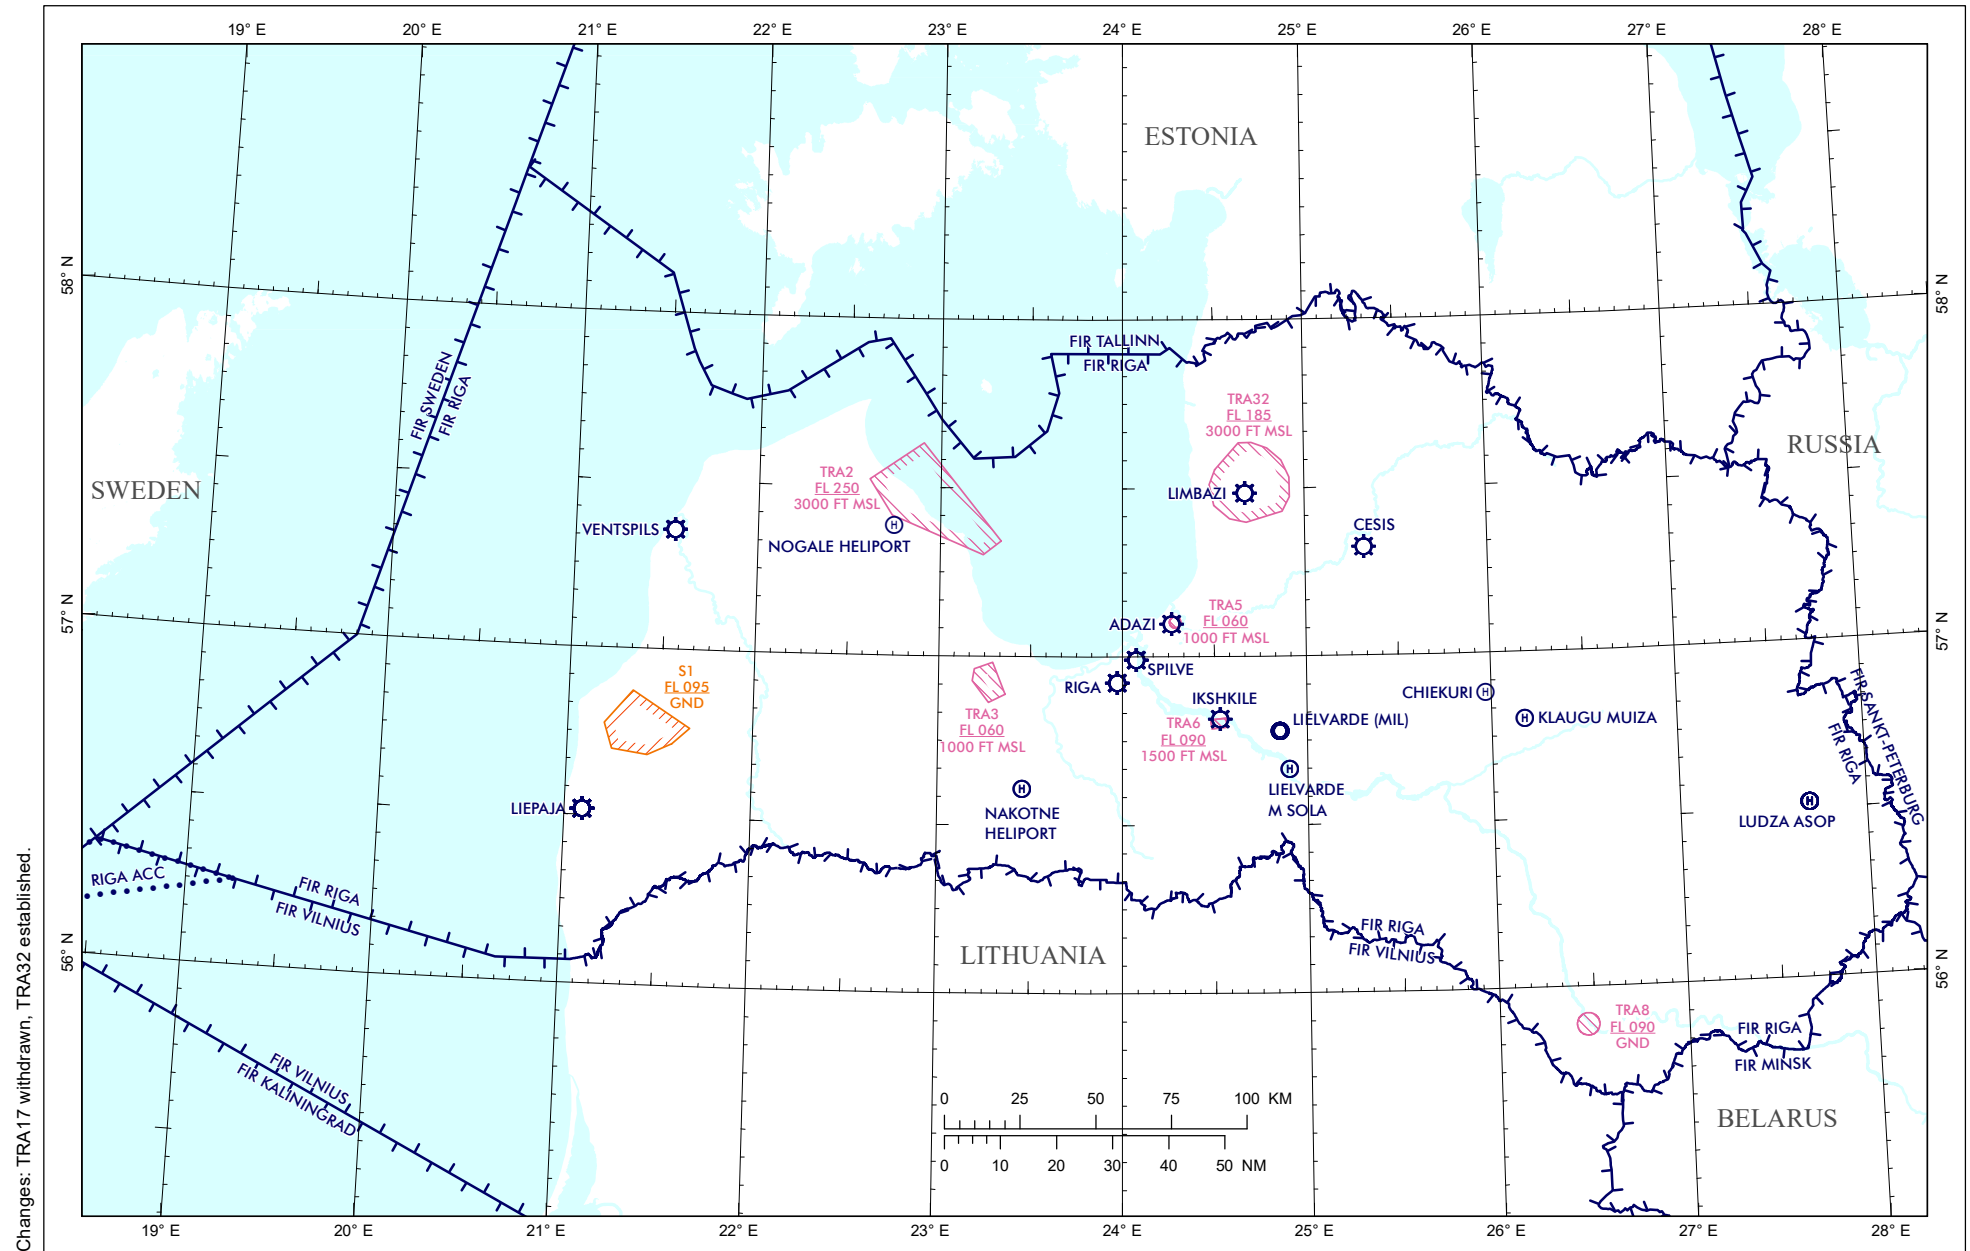 19° E
20° E
21° E
22° E
23° E
24° E
25° E
26° E
27° E
28° E
ESTONIA
58° N
58° N
FIR SWEDEN
FIR RIGA
FIR TALLINN
FIR RIGA
TRA32
FL 185
3000 FT MSL
RUSSIA
SWEDEN
TRA2
FL 250
3000 FT MSL
LIMBAZI
VENTSPILS
NOGALE HELIPORT
CESIS
57° N
57° N
ADAZI
TRA5
FL 060
1000 FT MSL
SPILVE
RIGA
S1
FL 095
GND
TRA3
FL 060
1000 FT MSL
IKSHKILE
TRA6
FL 090
1500 FT MSL
LIELVARDE (MIL)
CHIEKURI
KLAUGU MUIZA
FIR SANKT-PETERBURG
FIR RIGA
LIEPAJA
NAKOTNE
HELIPORT
LIELVARDE
M SOLA
LUDZA ASOP
RIGA ACC
FIR RIGA
FIR VILNIUS
LITHUANIA
FIR RIGA
FIR VILNIUS
56° N
56° N
TRA8
FL 090
GND
FIR RIGA
FIR MINSK
FIR VILNIUS
FIR KALININGRAD
BELARUS
0 25 50 75 100 KM
0 10 20 30 40 50 NM
19° E
20° E
21° E
22° E
23° E
24° E
25° E
26° E
27° E
28° E
Changes: TRA17 withdrawn, TRA32 established.
H
H
H
H
H
H